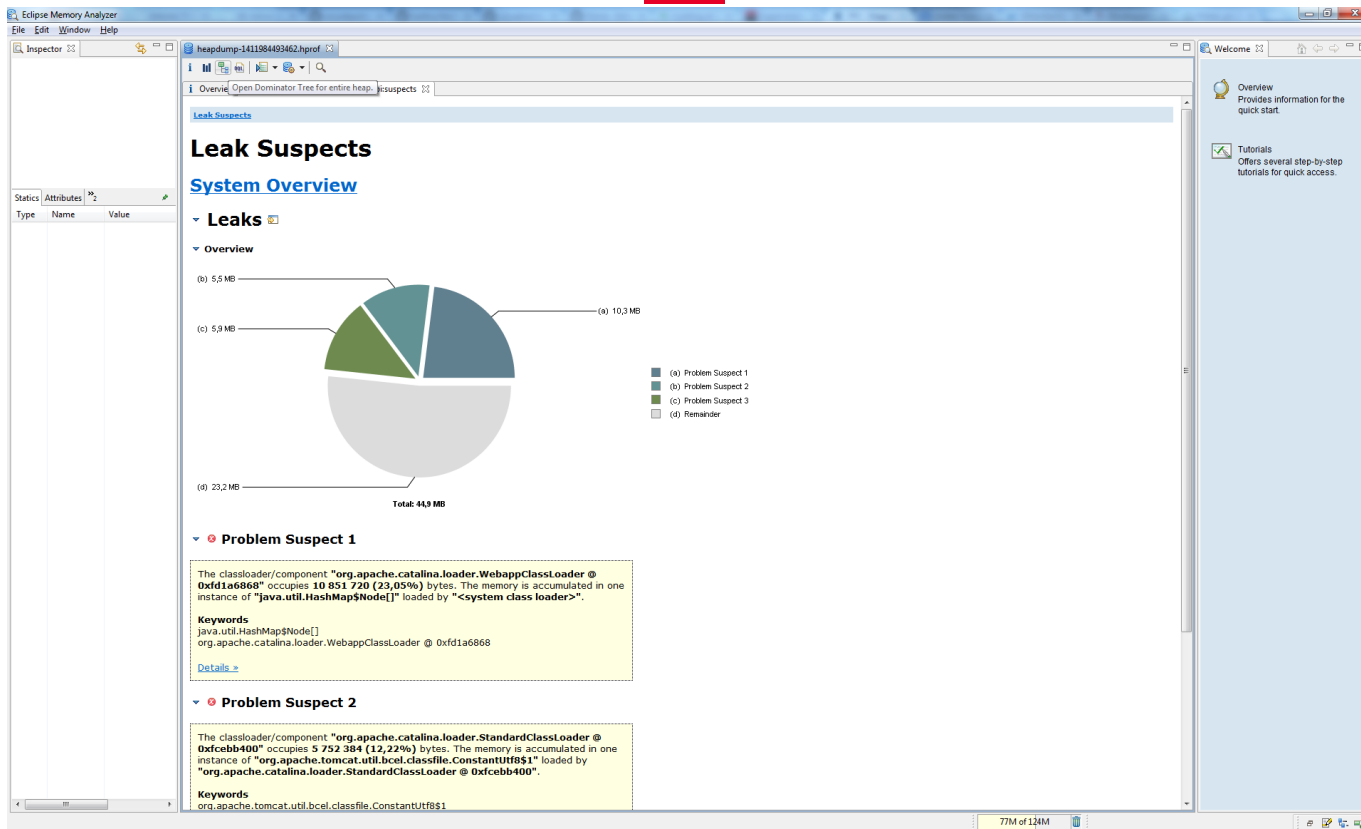 Eclipse Memory Analyzer
File Edit Window Help
Inspector
heapdump-1411984493462.hprof
Welcome
Open Dominator Tree for entire heap.
Leak Suspects
Leak Suspects
System Overview
Leaks
Overview
(b) 5,5 MB
(a) 10,3 MB
(c) 5,9 MB
(a) Problem Suspect 1
(b) Problem Suspect 2
(c) Problem Suspect 3
(d) Remainder
(d) 23,2 MB
Total: 44,9 MB
Problem Suspect 1
The classloader/component "org.apache.catalina.loader.WebappClassLoader @
0xfd1a6868" occupies 10 851 720 (23,05%) bytes. The memory is accumulated in one
instance of "java.util.HashMap$Node[]" loaded by "<system class loader>".
Keywords
java.util.HashMap$Node[]
org.apache.catalina.loader.WebappClassLoader @ 0xfd1a6868
Details »
Problem Suspect 2
The classloader/component "org.apache.catalina.loader.StandardClassLoader @
0xfcebb400" occupies 5 752 384 (12,22%) bytes. The memory is accumulated in one
instance of "org.apache.tomcat.util.bcel.classfile.ConstantUtf8$1" loaded by
"org.apache.catalina.loader.StandardClassLoader @ 0xfcebb400".
Keywords
org.apache.tomcat.util.bcel.classfile.ConstantUtf8$1
Statics Attributes »2
Type Name Value
Overview
Provides information for the
quick start.
Tutorials
Offers several step-by-step
tutorials for quick access.
77M of 124M